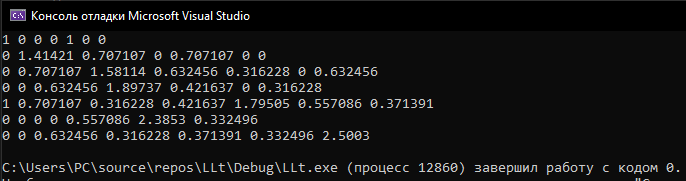 Консоль отладки Microsoft Visual Studio
1 0 0 0 1 0 0
0 1.41421 0.707107 0 0.707107 0 0
0 0.707107 1.58114 0.632456 0.316228 0 0.632456
0 0 0.632456 1.89737 0.421637 0 0.316228
1 0.707107 0.316228 0.421637 1.79505 0.557086 0.371391
0 0 0 0 0.557086 2.3853 0.332496
0 0 0.632456 0.316228 0.371391 0.332496 2.5003
C:\Users\PC\source\repos\LLt\Debug\LLt.exe (процесс 12860) завершил работу с кодом 0.